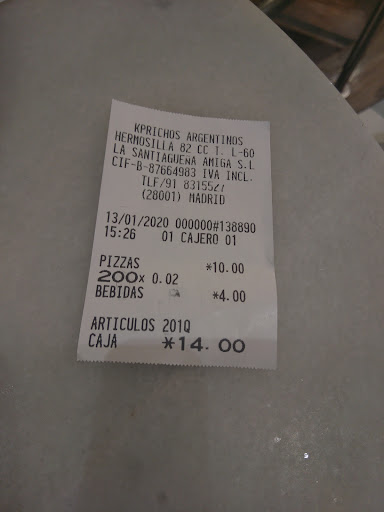 KPRICHOS ARGENTINOS
HERMOSILLA 82 CC 1. L-60
LA SANTIAGUEñA AMIGA S.L
CIF-B-87664983 IVA INCL.
TLF/91 8315527
(28001) MADRID
13/01/2020 000000#138890
15:26 01 CAJERO 01
PIZZAS *10.00
200x 0.02
BEBIDAS *4.00
ARTICULOS 201Q
CAJA *14.00